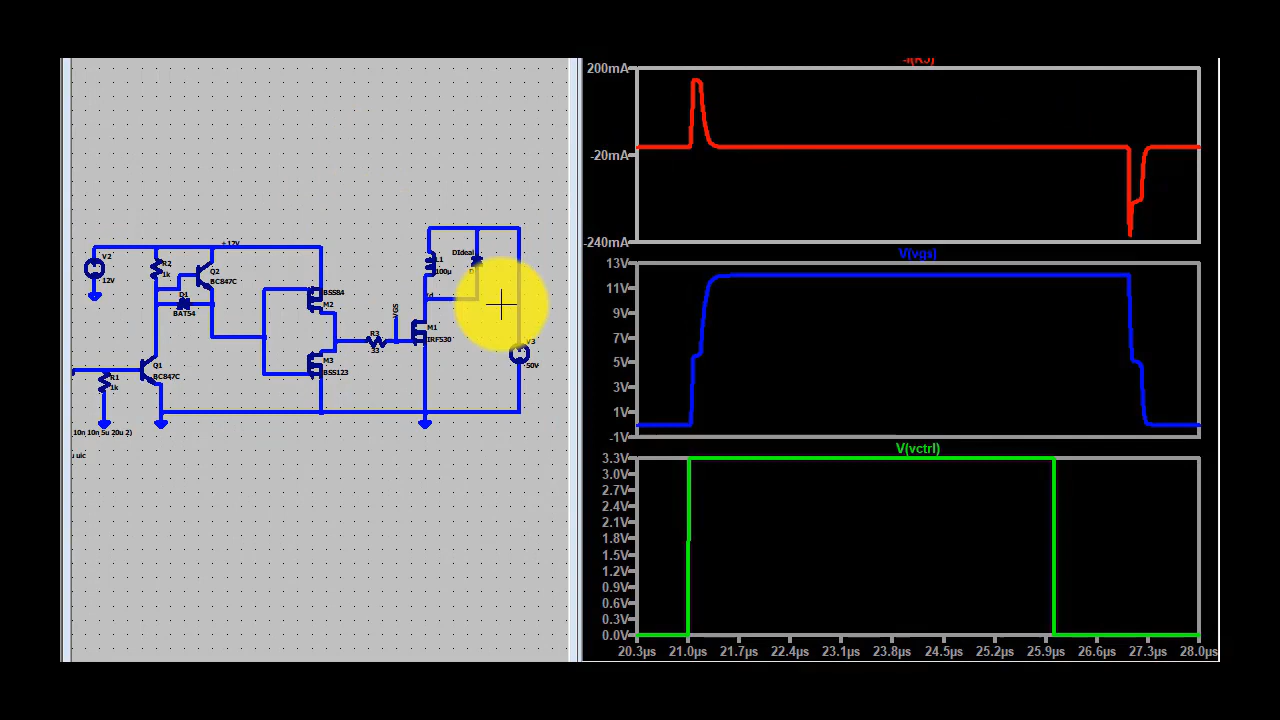 +12V
V2
12V
R2
1k
Q2
BC847C
D1
BAT54
BSS84
M2
R3
33
VGS
M1
IRF530
M3
BSS123
L1
100µ
DIdeal
d
V3
50V
Q1
BC847C
R1
1k
10n 10n 5u 20u 2)
uic
200mA
-20mA
-240mA
V(vgs)
13V
11V
9V
7V
5V
3V
1V
-1V
V(vctrl)
3.3V
3.0V
2.7V
2.4V
2.1V
1.8V
1.5V
1.2V
0.9V
0.6V
0.3V
0.0V
20.3µs 21.0µs 21.7µs 22.4µs 23.1µs 23.8µs 24.5µs 25.2µs 25.9µs 26.6µs 27.3µs 28.0µs